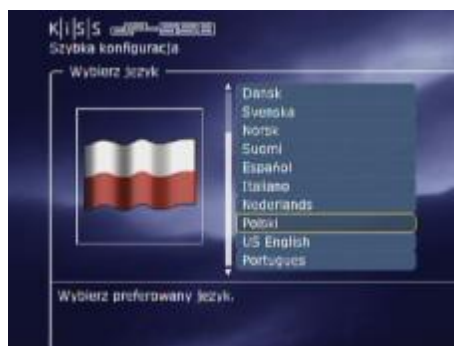 KiSS
Szybka konfiguracja
Wybierz język
Dansk
Svenska
Norsk
Suomi
Español
Italiano
Nederlands
Polski
US English
Portugues
Wybierz preferowany język.